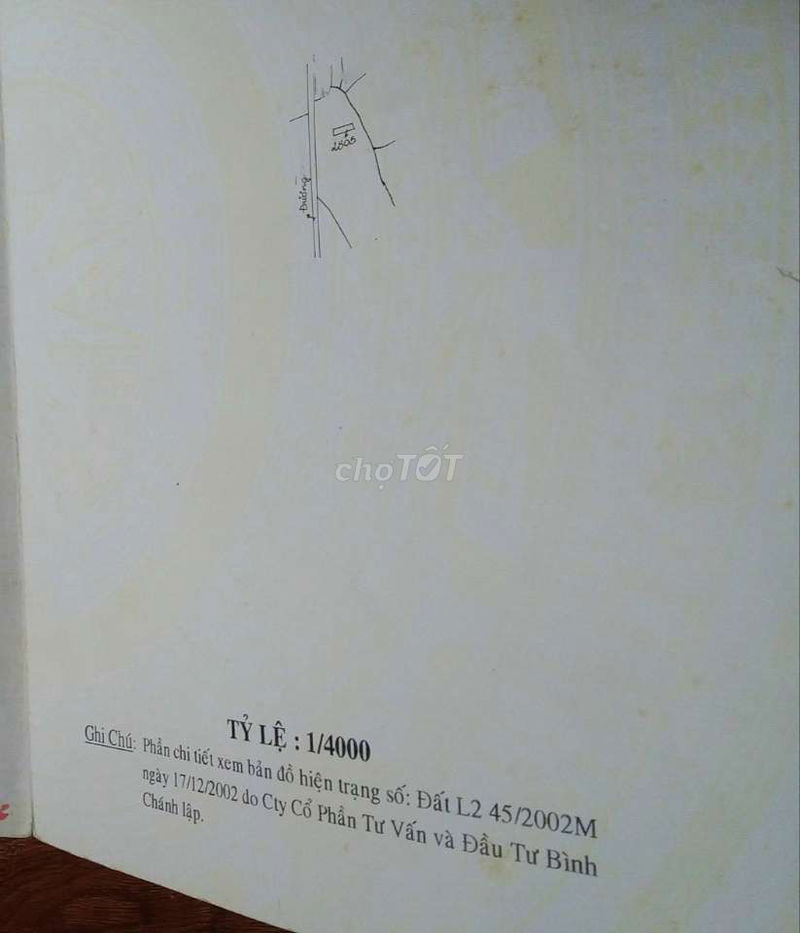 2505
Đường
chợTỐT
TỶ LỆ : 1/4000
Ghi Chú: Phần chi tiết xem bản đồ hiện trạng số: Đất L2 45/2002M
ngày 17/12/2002 do Cty Cổ Phần Tư Vấn và Đầu Tư Bình
Chánh lập.